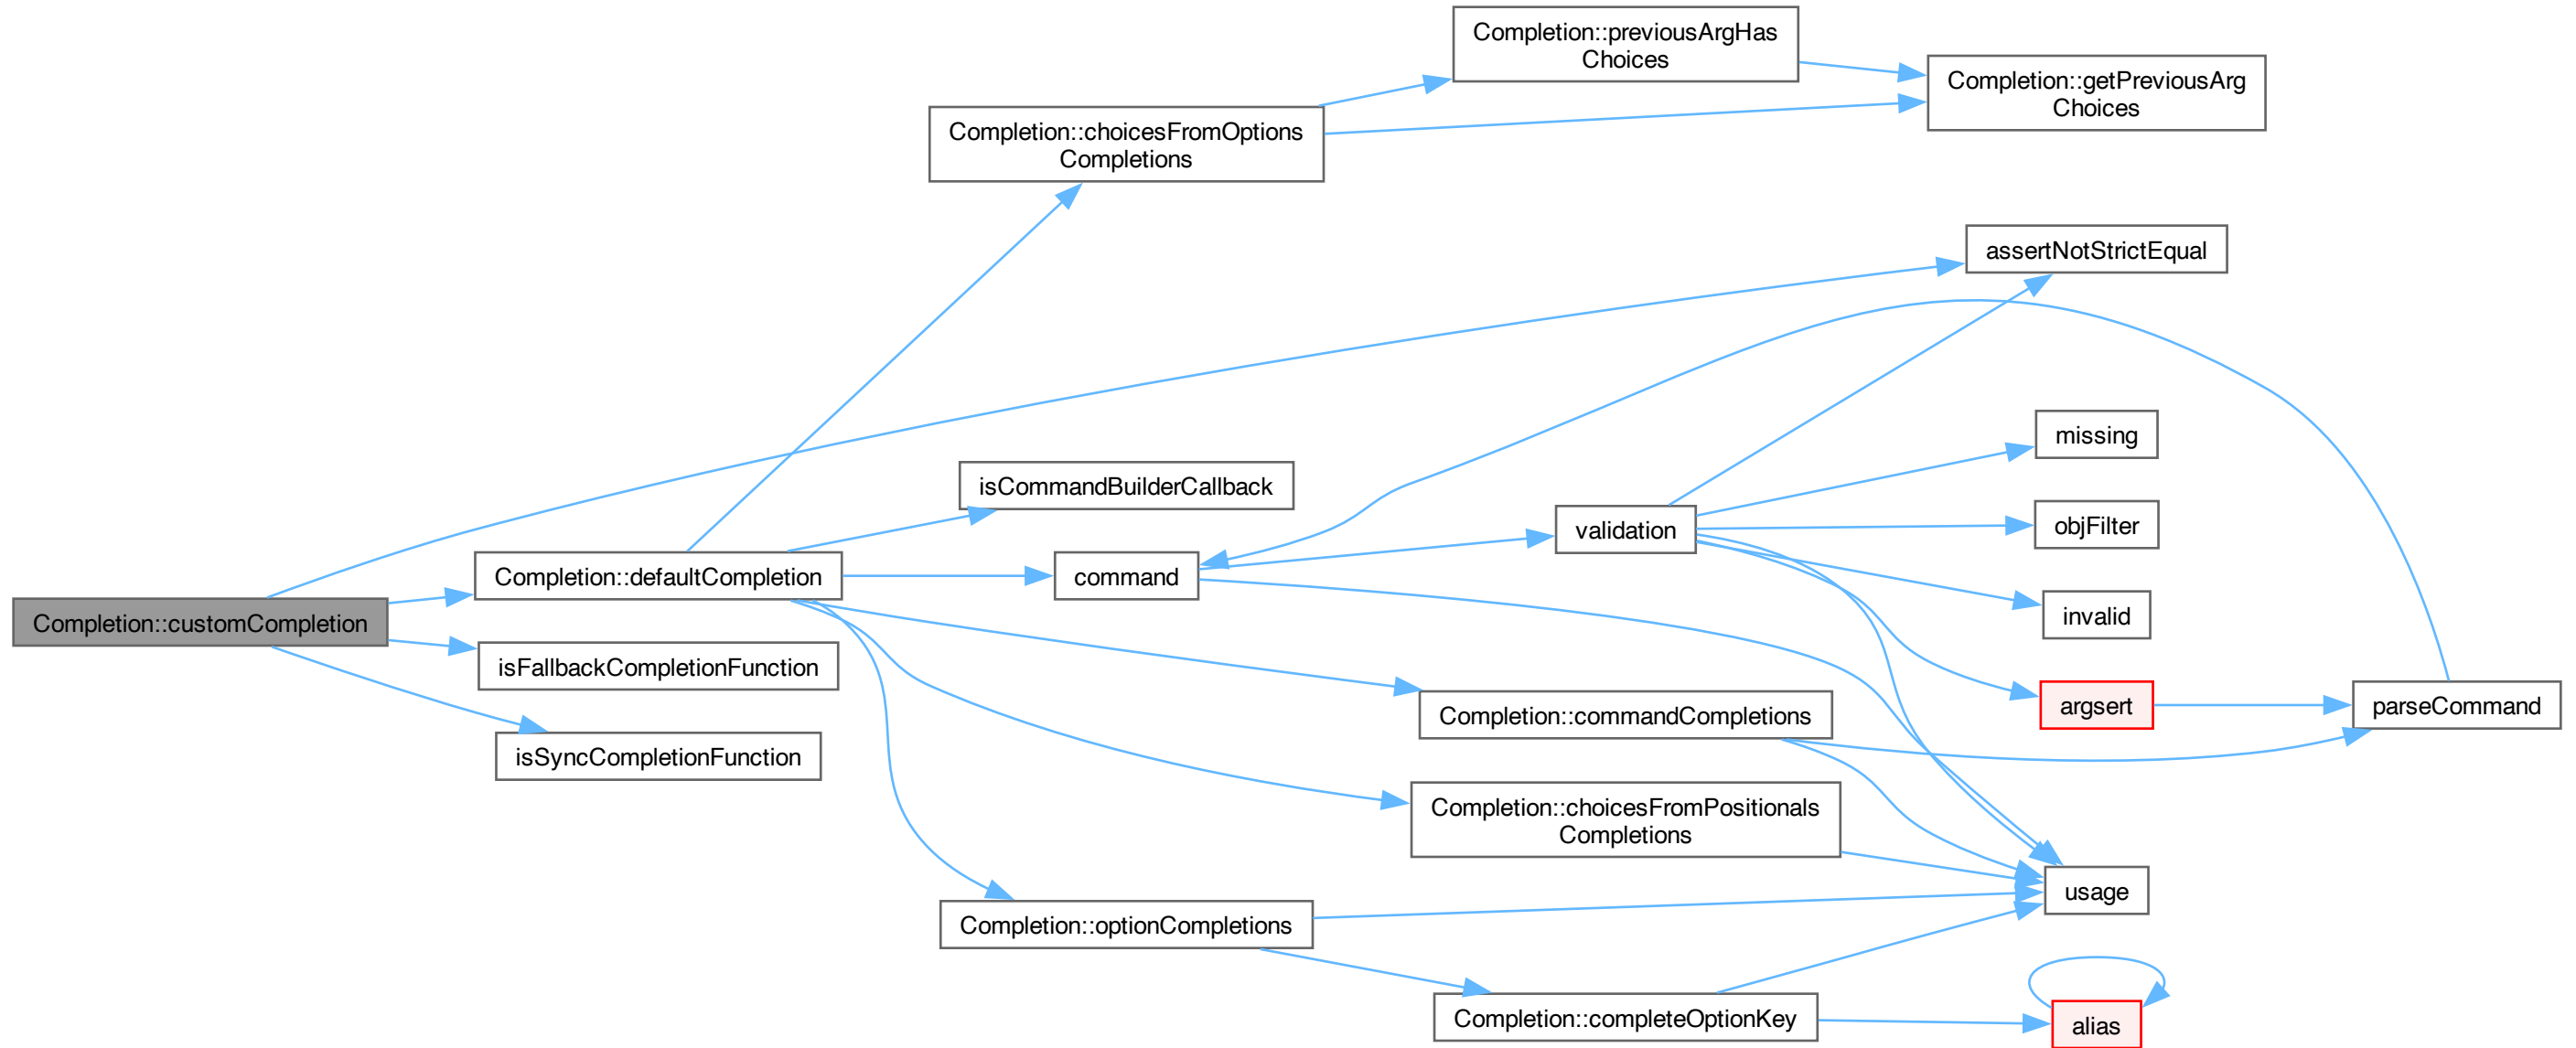 Completion::previousArgHas
Choices
Completion::getPreviousArg
Choices
Completion::choicesFromOptions
Completions
assertNotStrictEqual
missing
isCommandBuilderCallback
objFilter
validation
Completion::defaultCompletion
command
invalid
Completion::customCompletion
isFallbackCompletionFunction
argsert
parseCommand
Completion::commandCompletions
isSyncCompletionFunction
Completion::choicesFromPositionals
Completions
usage
Completion::optionCompletions
Completion::completeOptionKey
alias